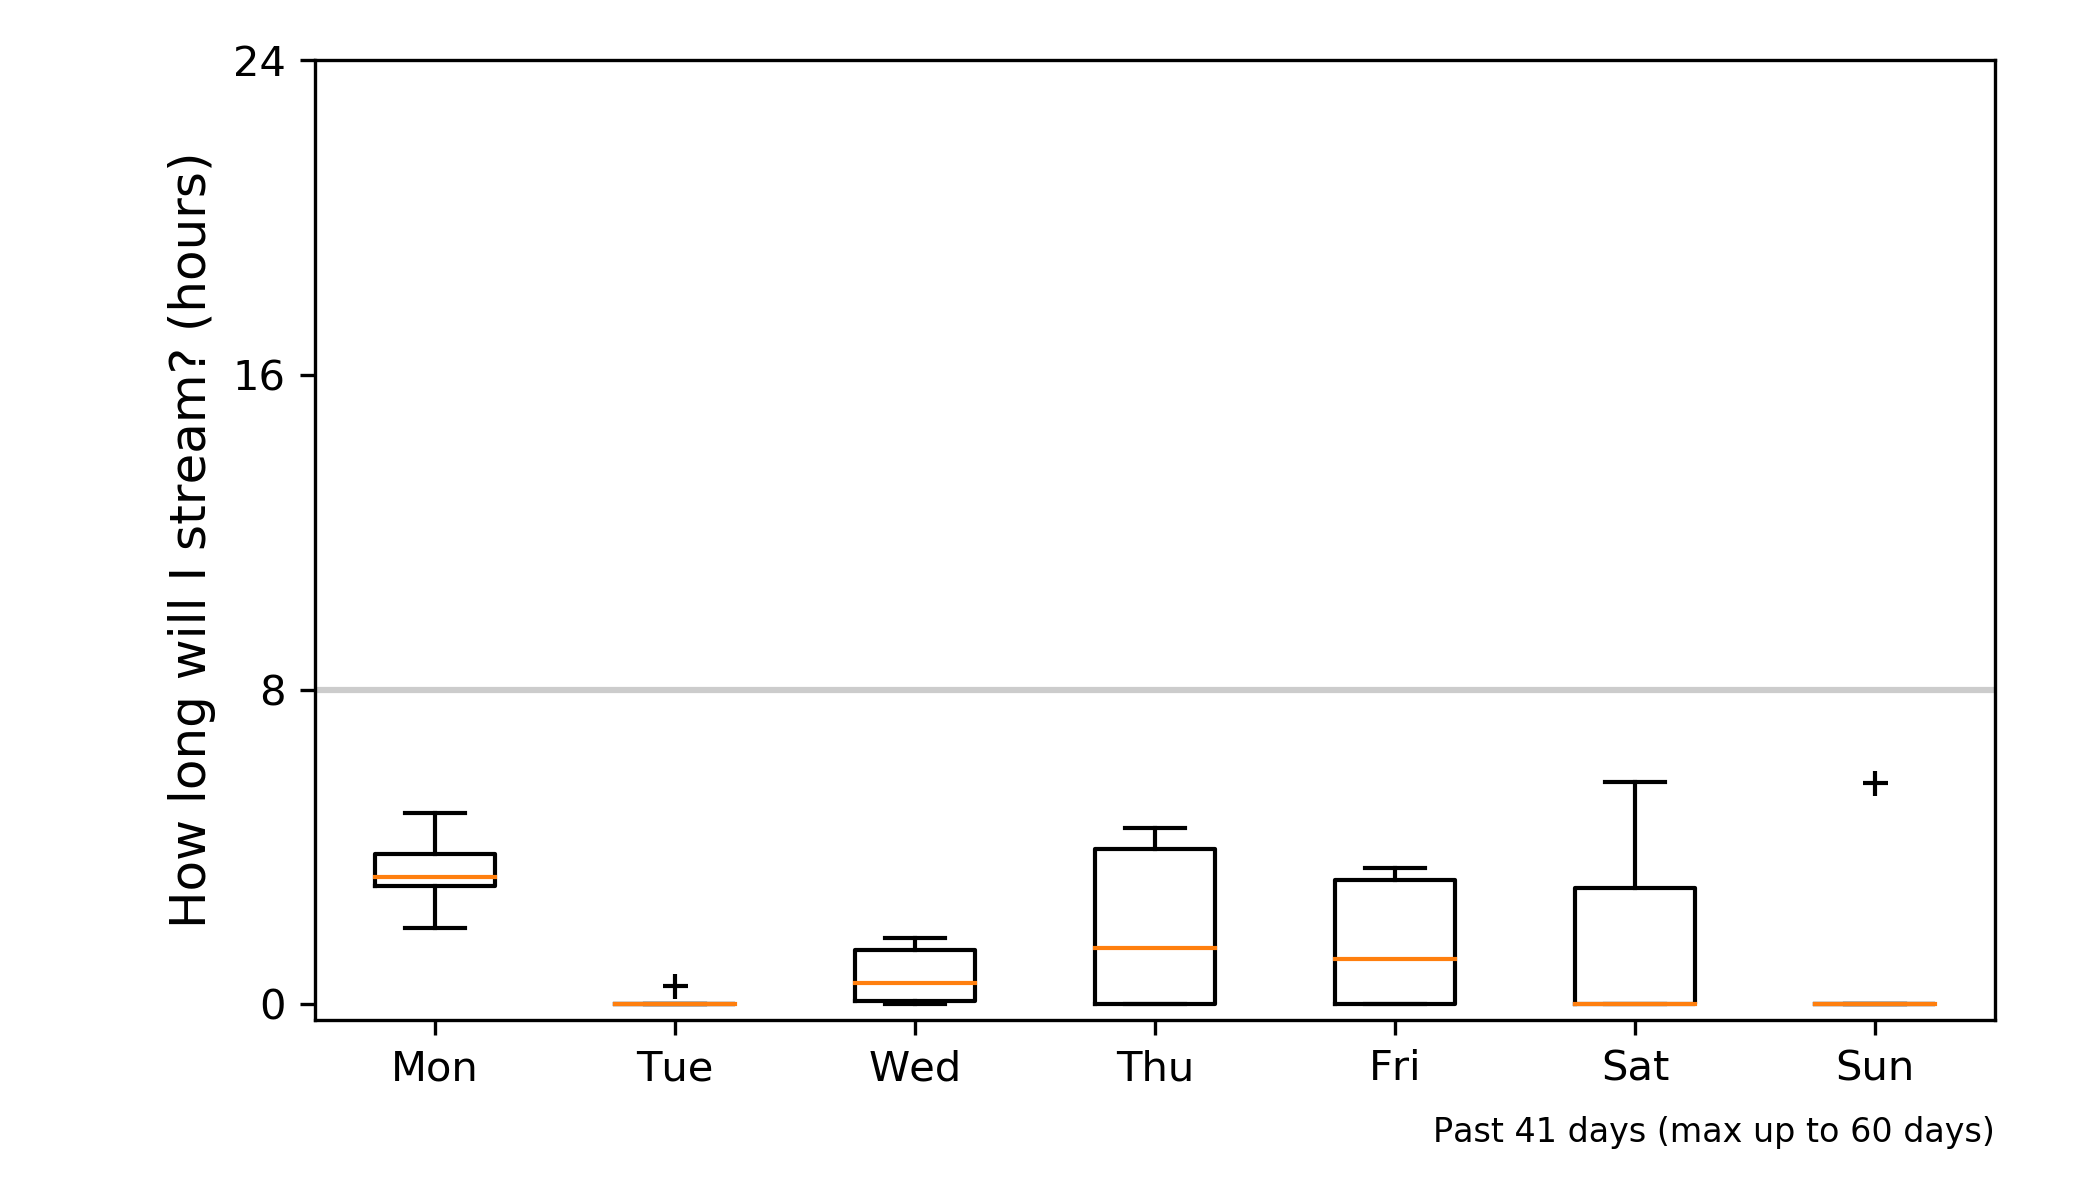 How long will I stream? (hours)
24
16
8
0
Mon Tue Wed Thu Fri Sat Sun
Past 41 days (max up to 60 days)